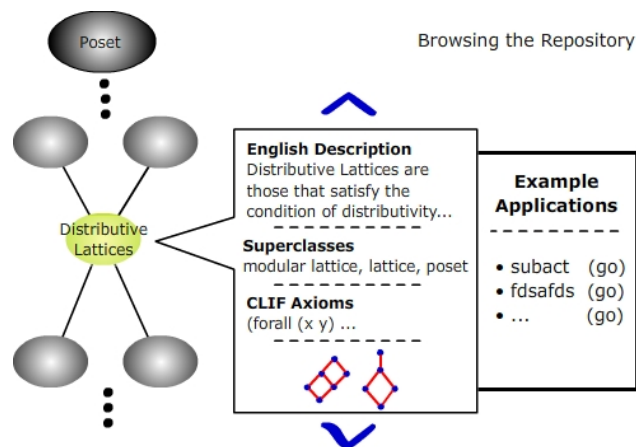 Poset
Browsing the Repository
English Description
Distributive Lattices are
those that satisfy the
condition of distributivity...
Superclasses
modular lattice, lattice, poset
CLIF Axioms
(forall (x y) ...
Distributive
Lattices
Example
Applications
• subact (go)
• fdsafds (go)
• ... (go)